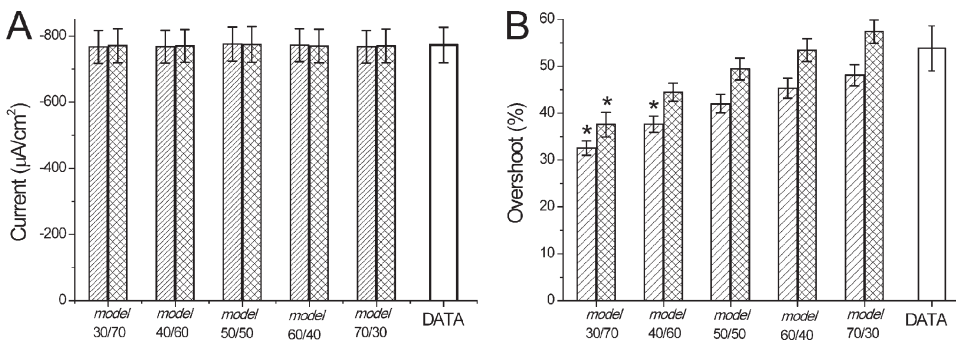 A
Current (μA/cm²)
-800
-600
-400
-200
0
model
30/70
model
40/60
model
50/50
model
60/40
model
70/30
DATA
B
Overshoot (%)
60
50
40
30
20
10
0
*
*
*
model
30/70
model
40/60
model
50/50
model
60/40
model
70/30
DATA